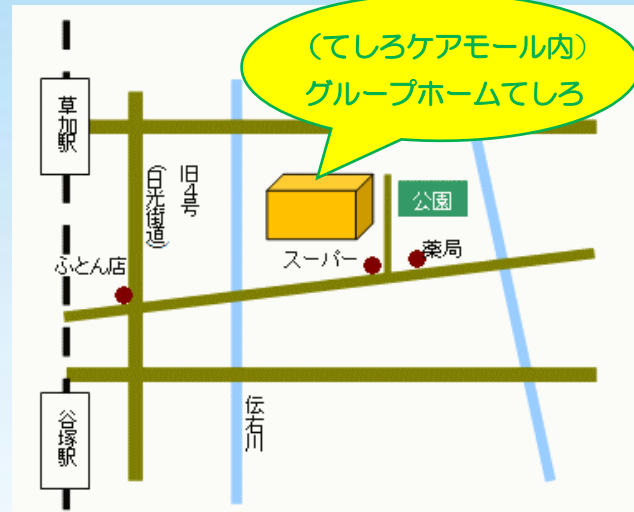 (てしろケアモール内)
グループホームてしろ
草加駅
旧4号
(日光街道)
公園
スーパー
薬局
ふとん店
伝右川
谷塚駅